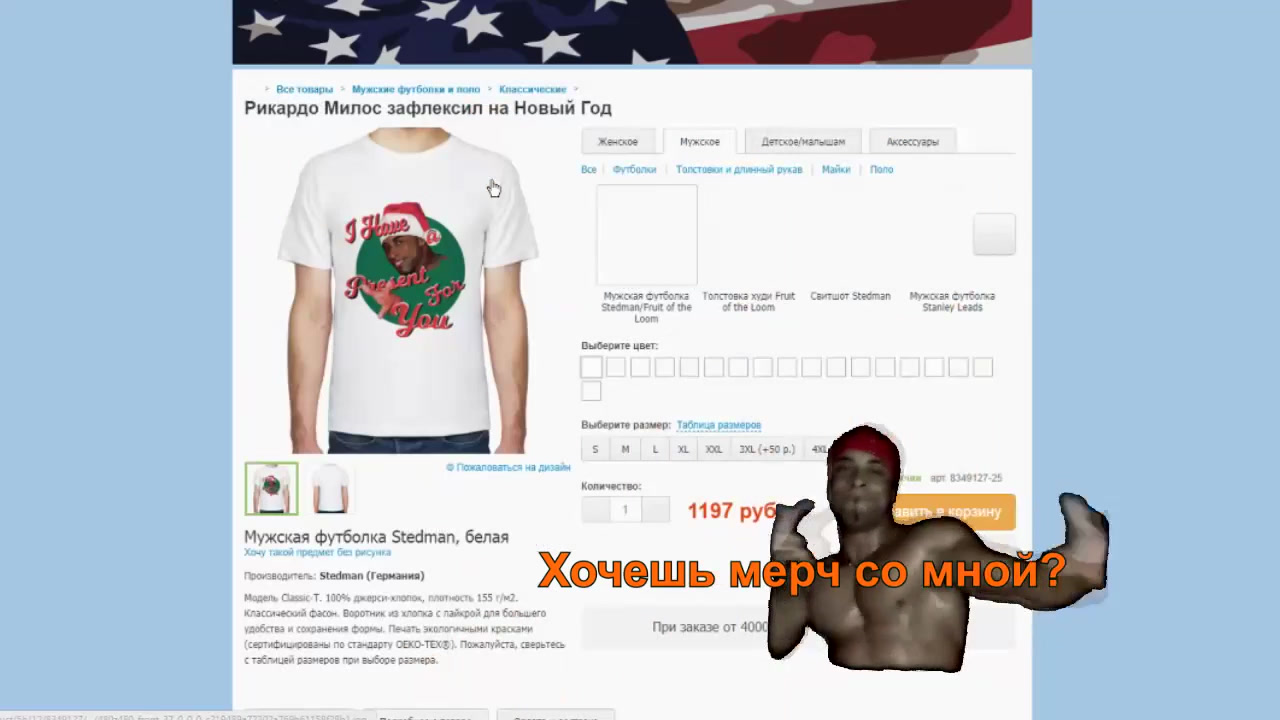 Все товары > Мужские футболки и поло > Классические >
Рикардо Милос зафлексил на Новый Год
Женское Мужское Детское/малышам Аксессуары
Все Футболки Толстовки и длинный рукав Майки Поло
I Have a
Present For
You
Мужская футболка
Stedman/Fruit of the
Loom
Толстовка худи Fruit
of the Loom
Свитшот Stedman
Мужская футболка
Stanley Leads
Выберите цвет:
Выберите размер: Таблица размеров
S M L XL XXL 3XL (+50 р.) 4XL
Пожаловаться на дизайн
арт. 8349127-25
Количество:
1
1197 руб
авить в корзину
Мужская футболка Stedman, белая
Хочу такой предмет без рисунка
Хочешь мерч со мной?
Производитель: Stedman (Германия)
Модель Classic-T. 100% джерси-хлопок, плотность 155 г/м2.
Классический фасон. Воротник из хлопка с лайкрой для большего
удобства и сохранения формы. Печать экологичными красками
(сертифицированы по стандарту OEKO-TEX®). Пожалуйста, сверьтесь
с таблицей размеров при выборе размера.
При заказе от 4000